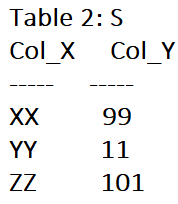 Table 2: S
Col_X Col_Y
----- -----
XX 99
YY 11
ZZ 101